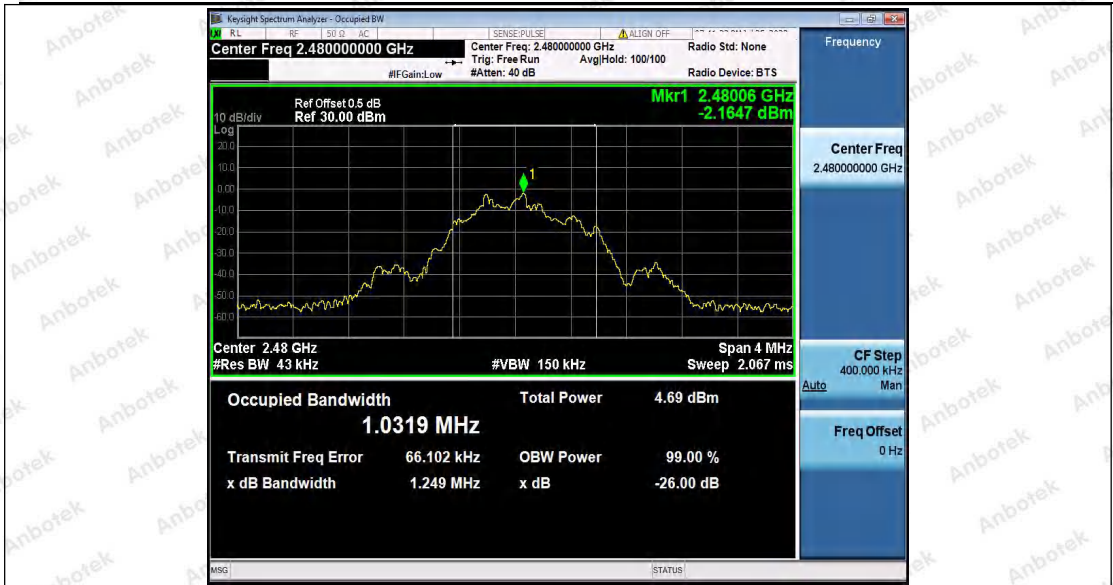 Keysight Spectrum Analyzer - Occupied BW
RL RF 50 Ω AC SENSE:PULSE ALIGN OFF
Center Freq 2.480000000 GHz
Center Freq: 2.480000000 GHz
Radio Std: None
Trig: Free Run Avg|Hold: 100/100
#IFGain:Low #Atten: 40 dB Radio Device: BTS
Ref Offset 0.5 dB
10 dB/div Ref 30.00 dBm
Mkr1 2.48006 GHz
-2.1647 dBm
Log
20.0
10.0
0.00
-10.0
-20.0
-30.0
-40.0
-50.0
-60.0
1
Center 2.48 GHz Span 4 MHz
#Res BW 43 kHz #VBW 150 kHz Sweep 2.067 ms
Occupied Bandwidth Total Power 4.69 dBm
1.0319 MHz
Transmit Freq Error 66.102 kHz OBW Power 99.00 %
x dB Bandwidth 1.249 MHz x dB -26.00 dB
MSG STATUS
Frequency
Center Freq
2.480000000 GHz
CF Step
400.000 kHz
Auto Man
Freq Offset
0 Hz
Anbotek